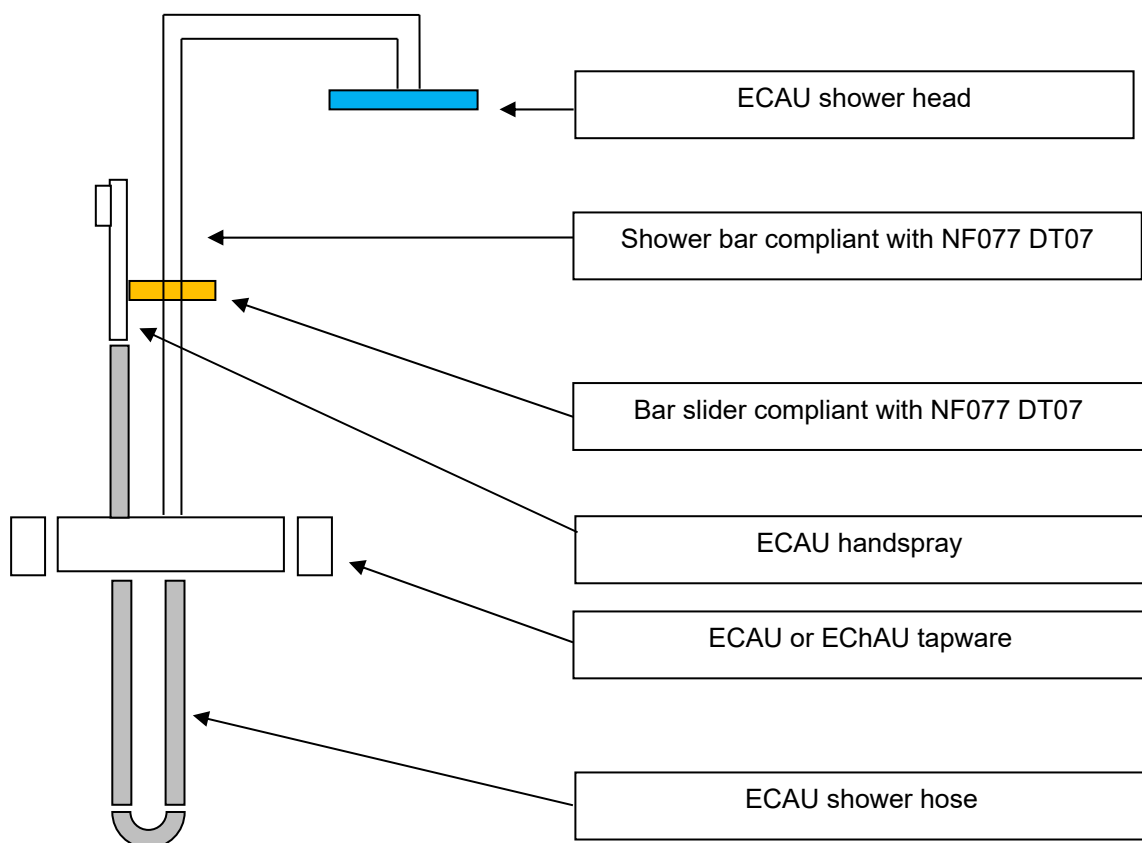 ECAU shower head
Shower bar compliant with NF077 DT07
Bar slider compliant with NF077 DT07
ECAU handspray
ECAU or EChAU tapware
ECAU shower hose